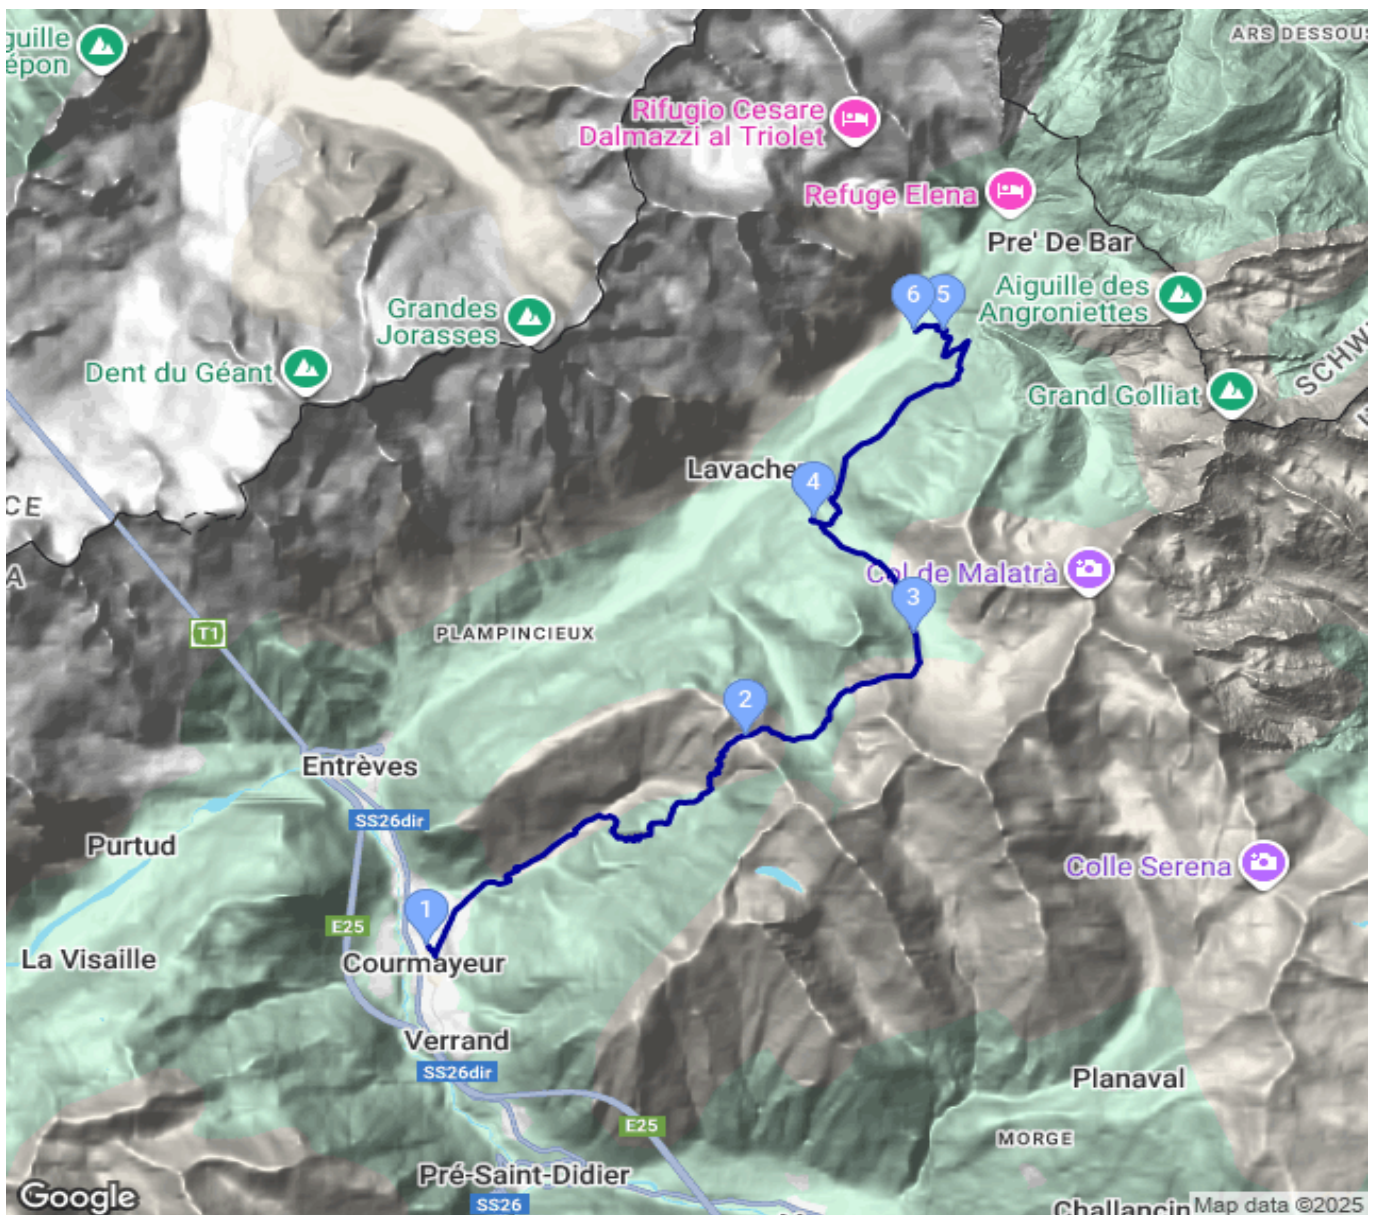 guille
épon
ARS DESSOUS
Rifugio Cesare
Dalmazzi al Triolet
Refuge Elena
Pre' De Bar
6
5
Aiguille des
Angroniettes
Grandes
Jorasses
Dent du Géant
SCHW
Grand Golliat
Lavache
4
CE
A
Col de Malatrà
3
T1
PLAMPINCIEUX
2
Entrèves
SS26dir
Purtud
Colle Serena
1
E25
La Visaille
Courmayeur
Verrand
SS26dir
Planaval
E25
MORGE
Pré-Saint-Didier
SS26
Google
Challancin
Map data ©2025